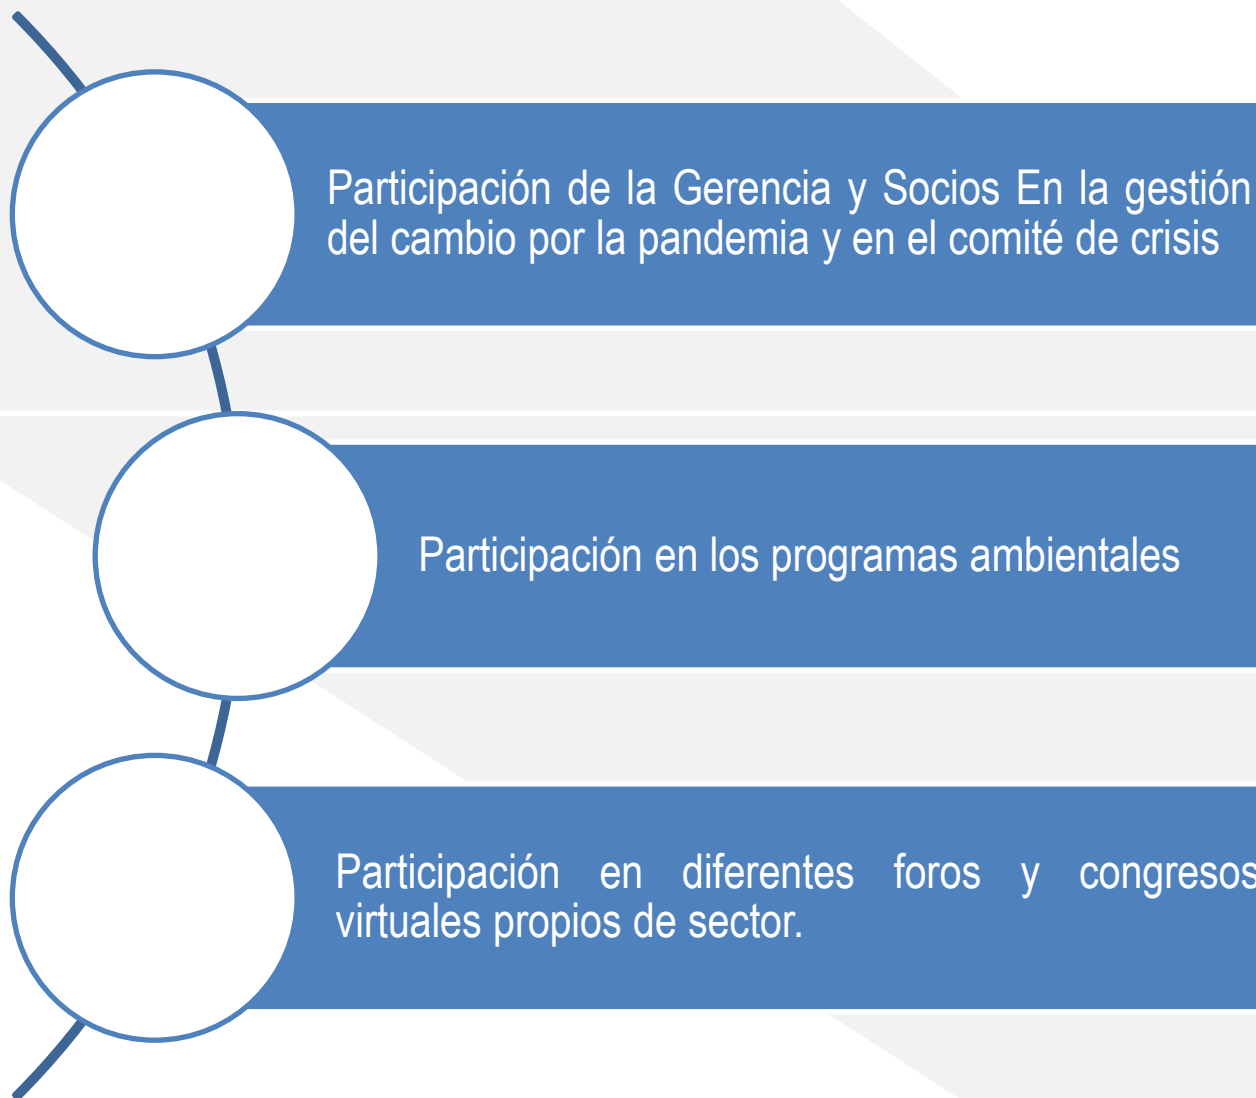 Participación de la Gerencia y Socios En la gestión
del cambio por la pandemia y en el comité de crisis
Participación en los programas ambientales
Participación en diferentes foros y congresos
virtuales propios de sector.